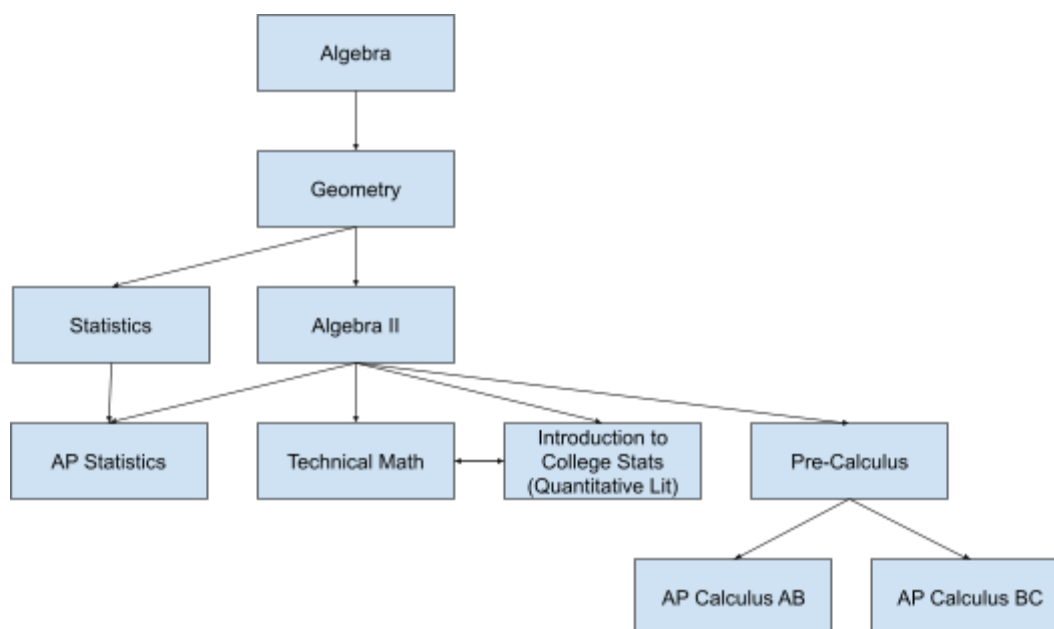 Algebra
Geometry
Statistics
Algebra II
AP Statistics
Technical Math
Introduction to
College Stats
(Quantitative Lit)
Pre-Calculus
AP Calculus AB
AP Calculus BC